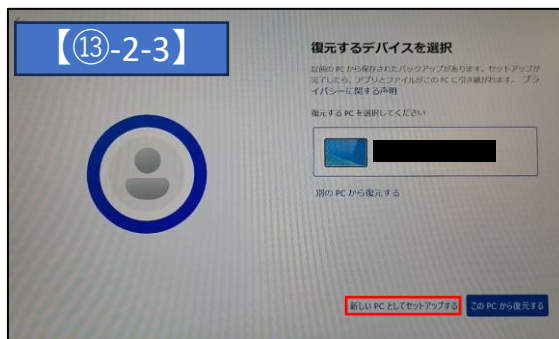 【⑬-2-3】
復元するデバイスを選択
以前の PC から保存されたバックアップがあります。セットアップが
完了したら、アプリとファイルがこの PC に引き継がれます。 プラ
イバシーに関する声明
復元する PC を選択してください
別の PC から復元する
新しい PC としてセットアップする
この PC から復元する